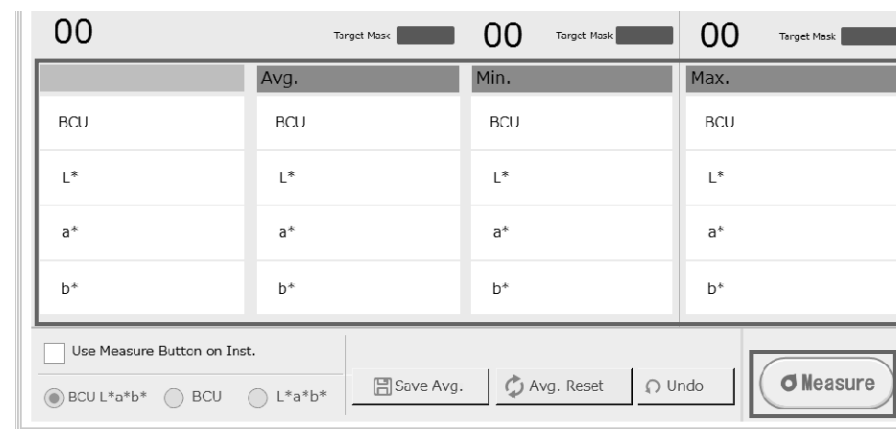 00 Target Mask 00 Target Mask 00 Target Mask
Avg. Min. Max.
BCU BCU BCU BCU
L* L* L* L*
a* a* a* a*
b* b* b* b*
Use Measure Button on Inst.
BCU L*a*b* BCU L*a*b* Save Avg. Avg. Reset Undo Measure